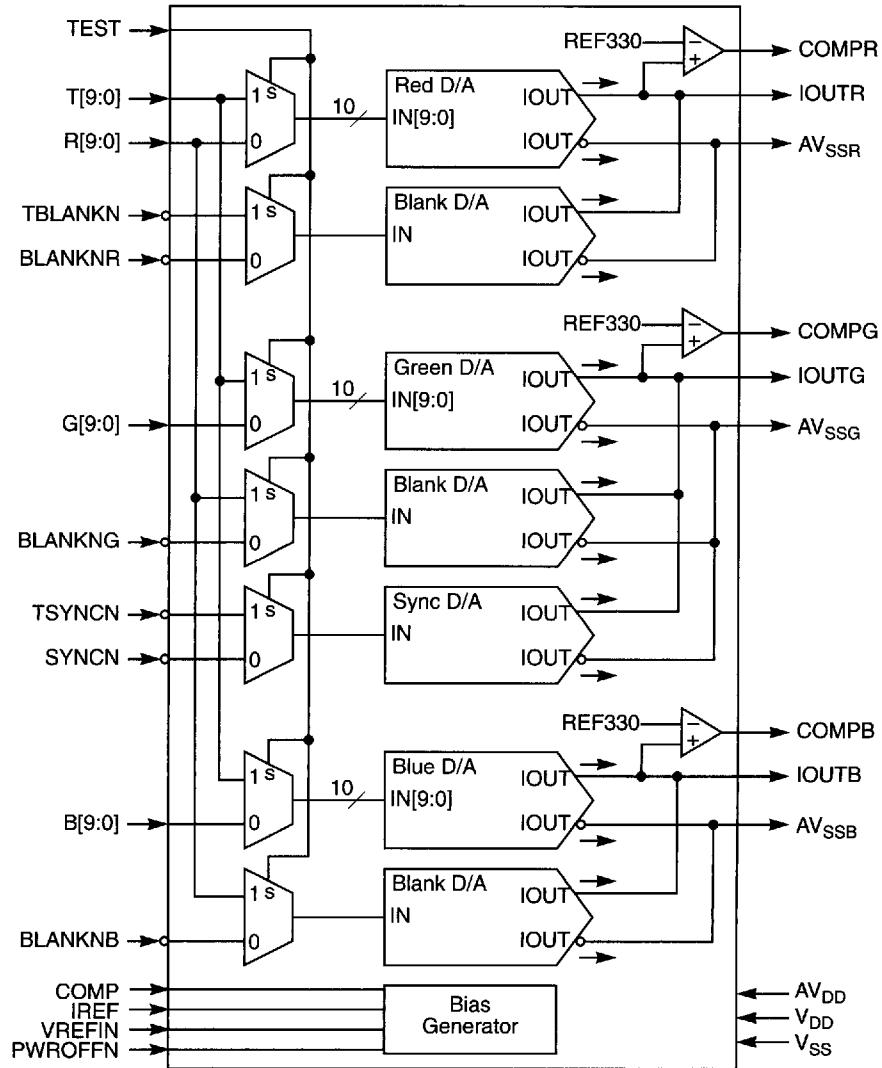 TEST
REF330
COMPR
T[9:0]
1 S
10
Red D/A
IOUT
IOUTR
IN[9:0]
R[9:0]
0
IOUT
AVSSR
TBLANKN
1 S
Blank D/A
IOUT
IN
BLANKNR
0
IOUT
REF330
COMPG
1 S
10
Green D/A
IOUT
IOUTG
IN[9:0]
G[9:0]
0
IOUT
AVSSG
1 S
Blank D/A
IOUT
IN
BLANKNG
0
IOUT
TSYNCN
1 S
Sync D/A
IOUT
IN
SYNCN
0
IOUT
REF330
COMPB
1 S
10
Blue D/A
IOUT
IOUTB
IN[9:0]
B[9:0]
0
IOUT
AVSSB
1 S
Blank D/A
IOUT
IN
BLANKNB
0
IOUT
COMP
IREF
VREFIN
PWROFFN
Bias
Generator
AVDD
VDD
VSS